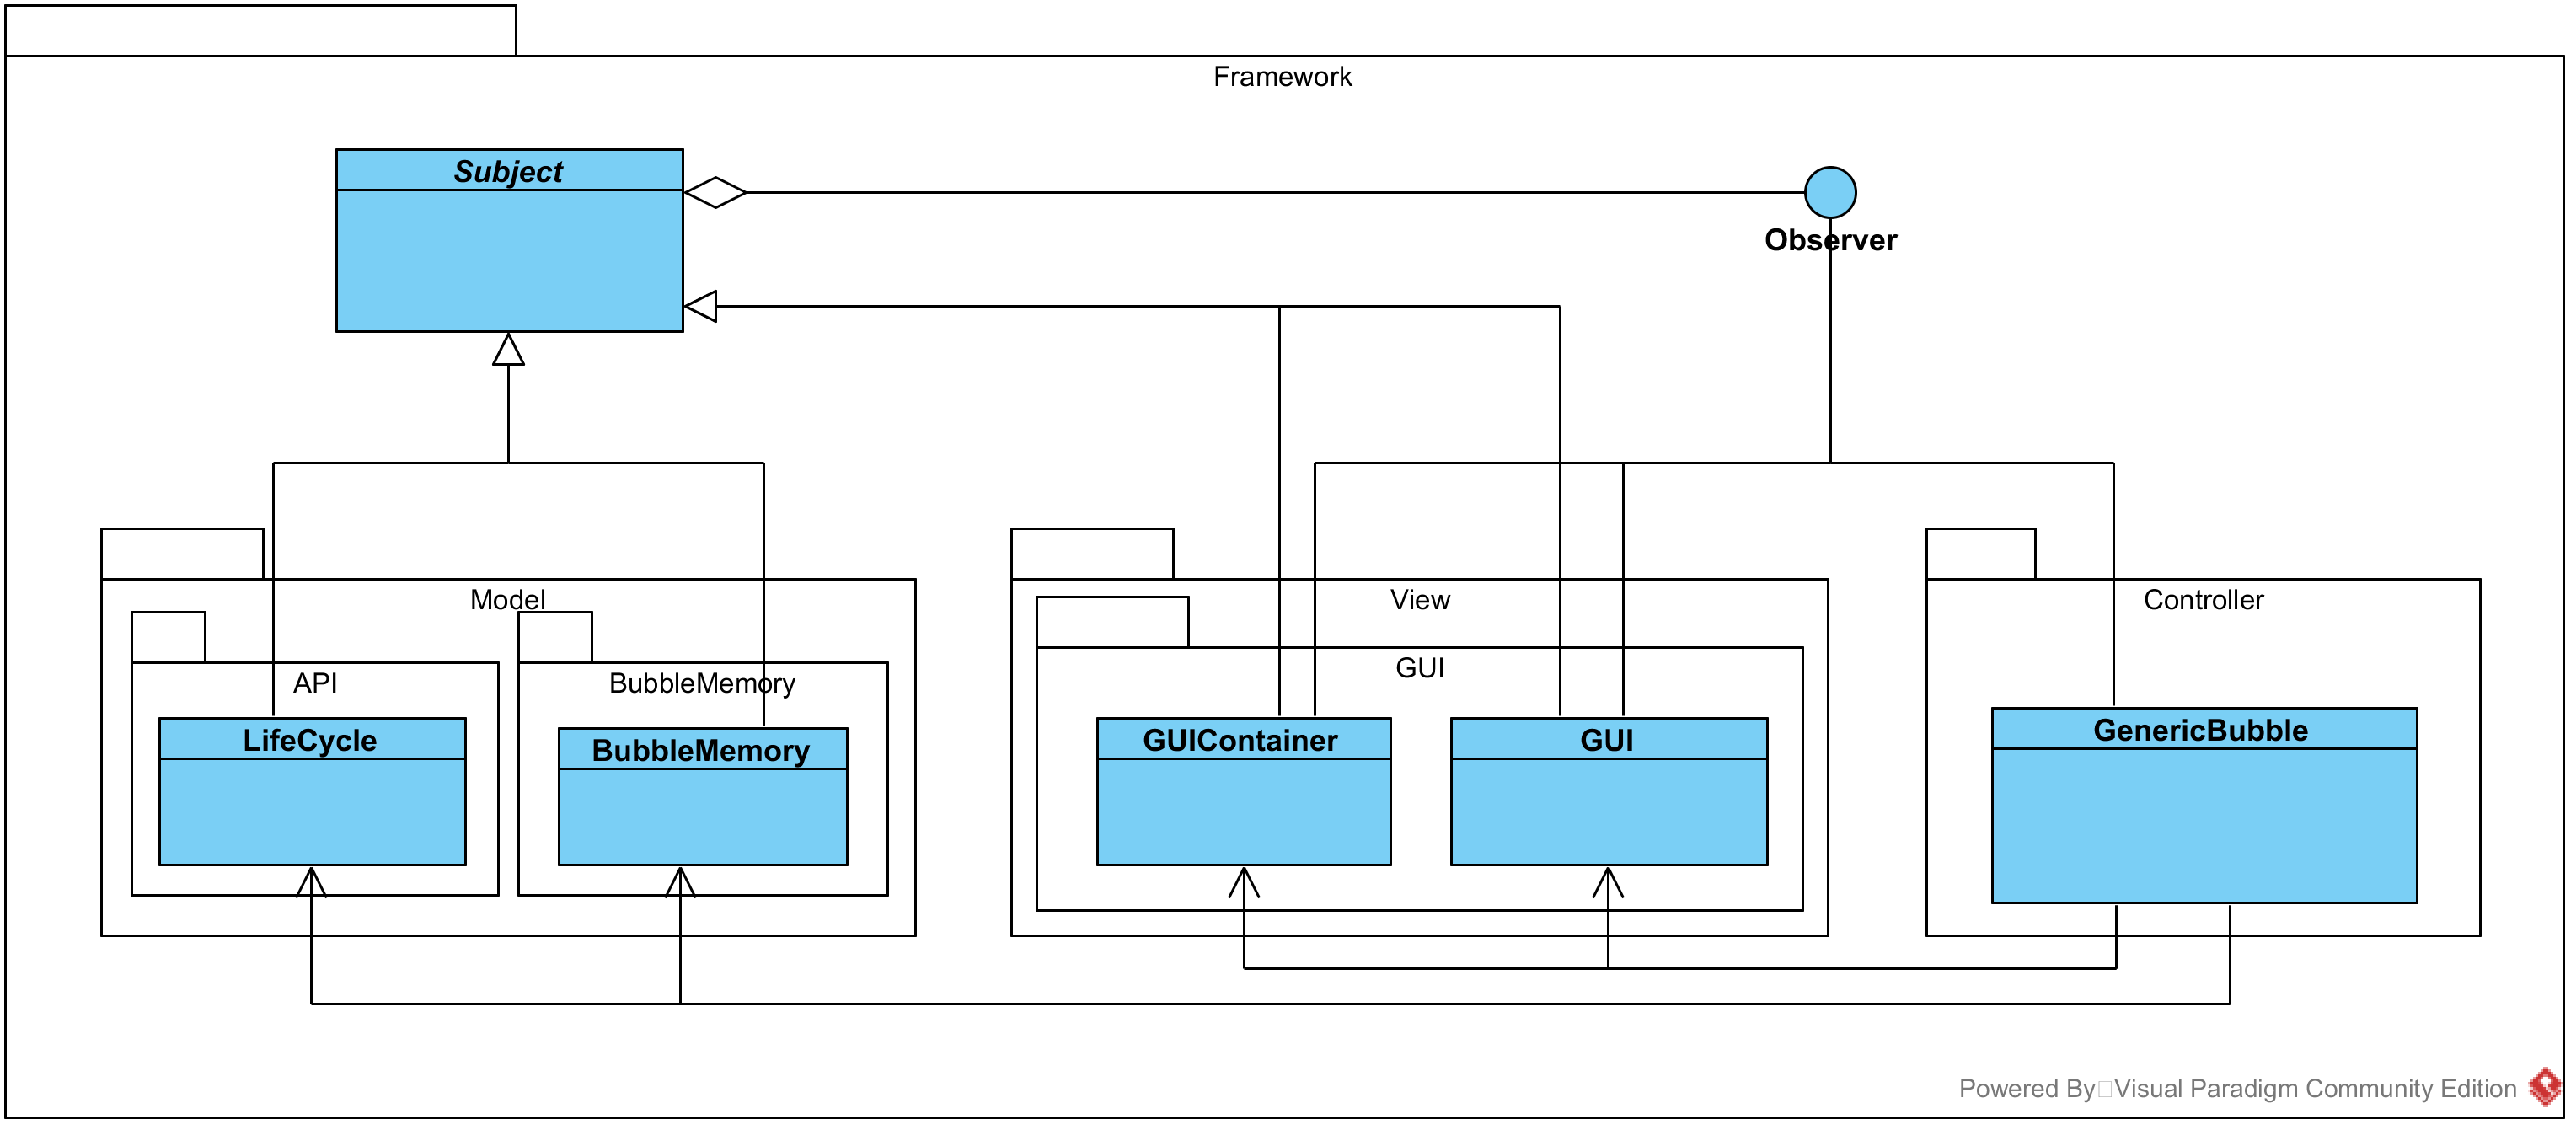 Framework
Subject
Observer
Model
View
Controller
API
BubbleMemory
GUI
LifeCycle
BubbleMemory
GUIContainer
GUI
GenericBubble
Powered By Visual Paradigm Community Edition